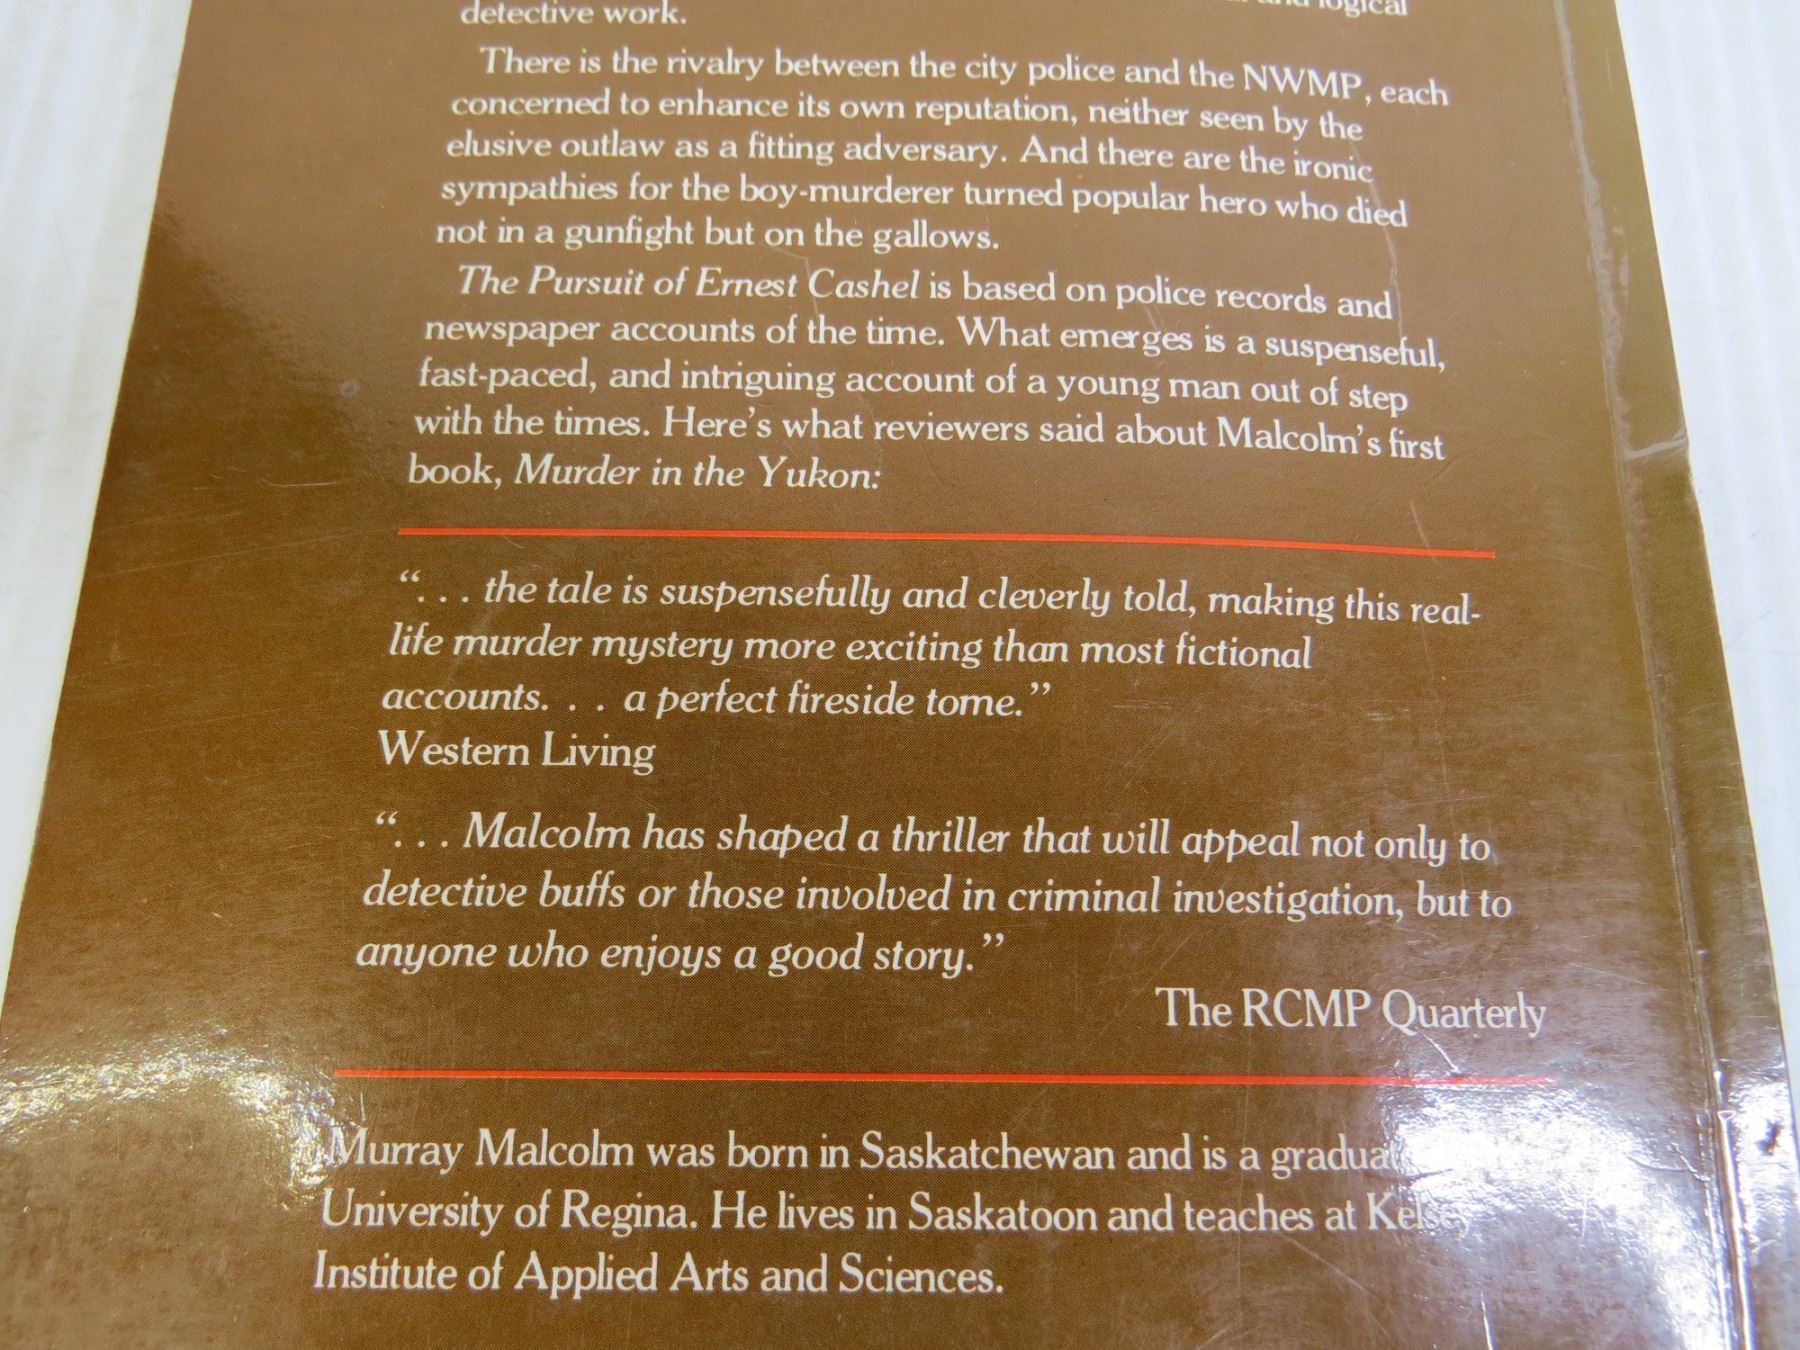 and logical
detective work.
There is the rivalry between the city police and the NWMP, each
concerned to enhance its own reputation, neither seen by the
elusive outlaw as a fitting adversary. And there are the ironic
sympathies for the boy-murderer turned popular hero who died
not in a gunfight but on the gallows.
The Pursuit of Ernest Cashel is based on police records and
newspaper accounts of the time. What emerges is a suspenseful,
fast-paced, and intriguing account of a young man out of step
with the times. Here's what reviewers said about Malcolm's first
book, Murder in the Yukon:
“. . . the tale is suspensefully and cleverly told, making this real-
life murder mystery more exciting than most fictional
accounts. . . a perfect fireside tome.”
Western Living
“. . . Malcolm has shaped a thriller that will appeal not only to
detective buffs or those involved in criminal investigation, but to
anyone who enjoys a good story.”
The RCMP Quarterly
Murray Malcolm was born in Saskatchewan and is a
University of Regina. He lives in Saskatoon and teaches at Kelsey
Institute of Applied Arts and Sciences.